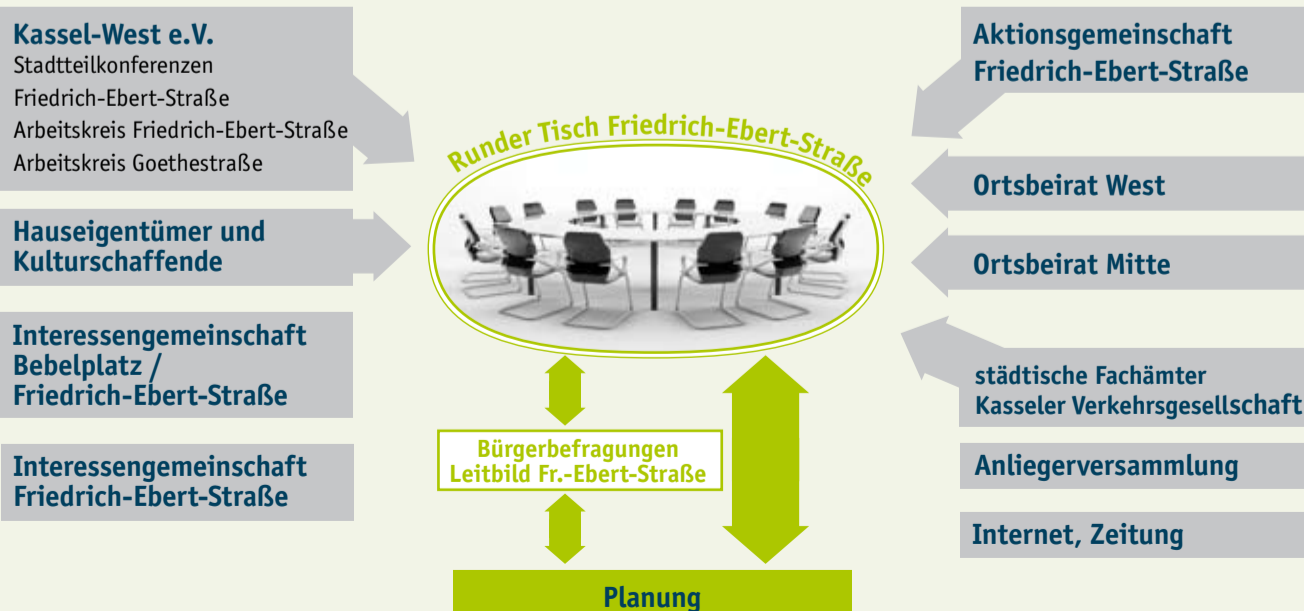 Kassel-West e.V.
Stadtteilkonferenzen
Friedrich-Ebert-Straße
Arbeitskreis Friedrich-Ebert-Straße
Arbeitskreis Goethestraße
Hauseigentümer und
Kulturschaffende
Interessengemeinschaft
Bebelplatz /
Friedrich-Ebert-Straße
Interessengemeinschaft
Friedrich-Ebert-Straße
Runder Tisch Friedrich-Ebert-Straße
Bürgerbefragungen
Leitbild Fr.-Ebert-Straße
Planung
Aktionsgemeinschaft
Friedrich-Ebert-Straße
Ortsbeirat West
Ortsbeirat Mitte
städtische Fachämter
Kasseler Verkehrsgesellschaft
Anliegerversammlung
Internet, Zeitung